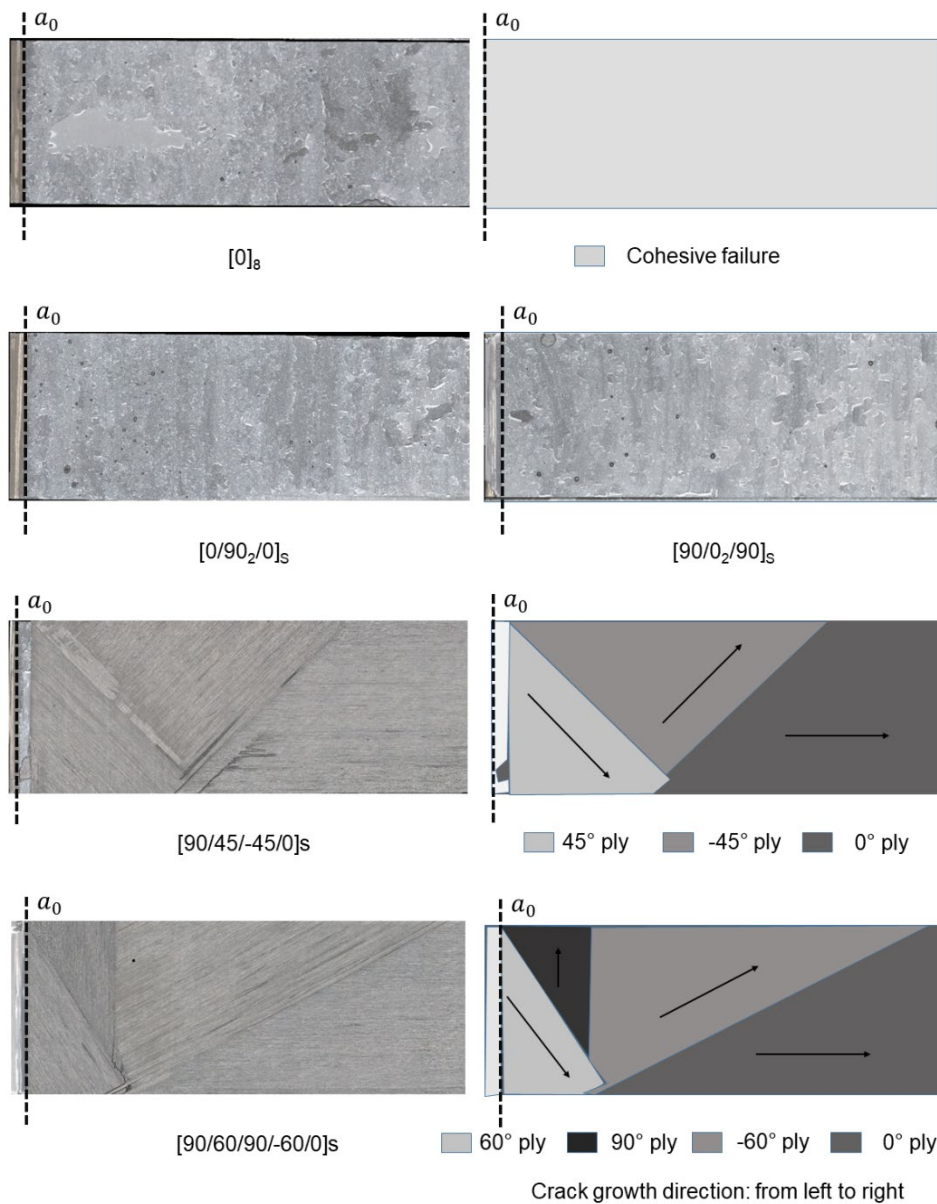 a₀
a₀
[0]₈
Cohesive failure
a₀
a₀
[0/90₂/0]s
[90/0₂/90]s
a₀
a₀
[90/45/-45/0]s
45° ply -45° ply 0° ply
a₀
a₀
[90/60/90/-60/0]s
60° ply 90° ply -60° ply 0° ply
Crack growth direction: from left to right